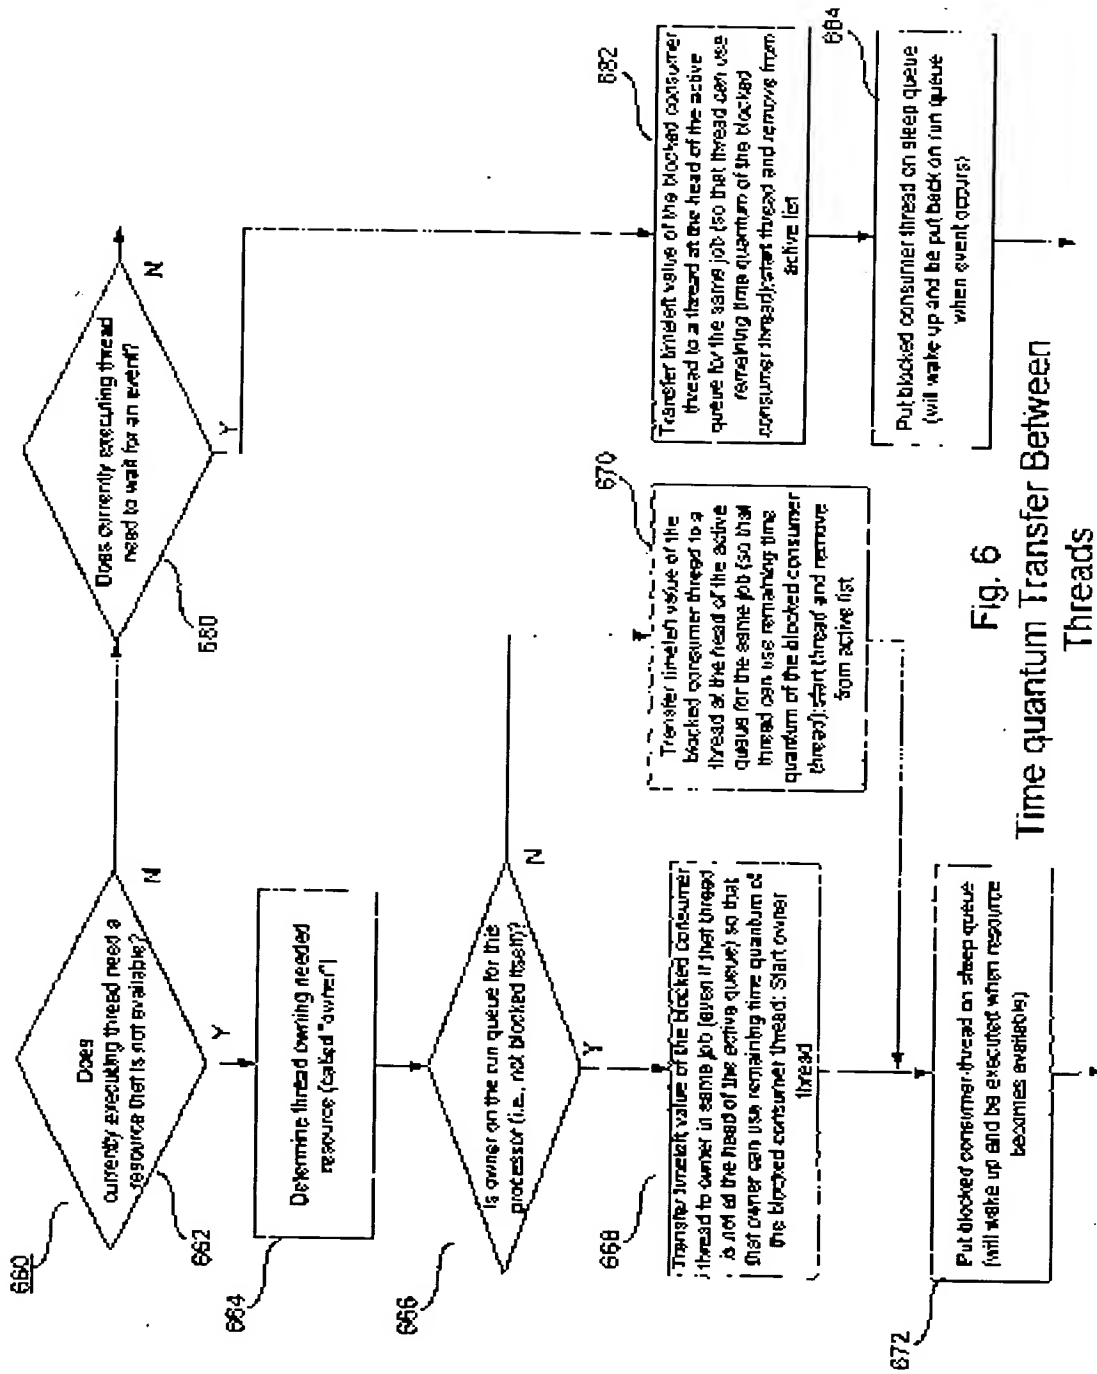 660
Does
currently executing thread need a
resource that is not available?
662
N
Y
Does currently executing thread
need to wait for an event?
680
N
Y
Determine thread owning needed
resource (called "owner")
664
Is owner on the run queue for this
processor (i.e., not blocked itself)?
666
N
Y
668
Transfer timeleft value of the blocked consumer
thread to owner in same job (even if that thread
is not at the head of the active queue) so that
that owner can use remaining time quantum of
the blocked consumer thread; Start owner
thread
670
Transfer timeleft value of the
blocked consumer thread to a
thread at the head of the active
queue for the same job (so that
thread can use remaining time
quantum of the blocked consumer
thread); start thread and remove
from active list
682
Transfer timeleft value of the blocked consumer
thread to a thread at the head of the active
queue for the same job (so that thread can use
remaining time quantum of the blocked
consumer thread); start thread and remove from
active list
672
Put blocked consumer thread on sleep queue
(will wake up and be executed when resource
becomes available)
684
Put blocked consumer thread on sleep queue
(will wake up and be put back on run queue
when event occurs)
Fig. 6
Time quantum Transfer Between
Threads